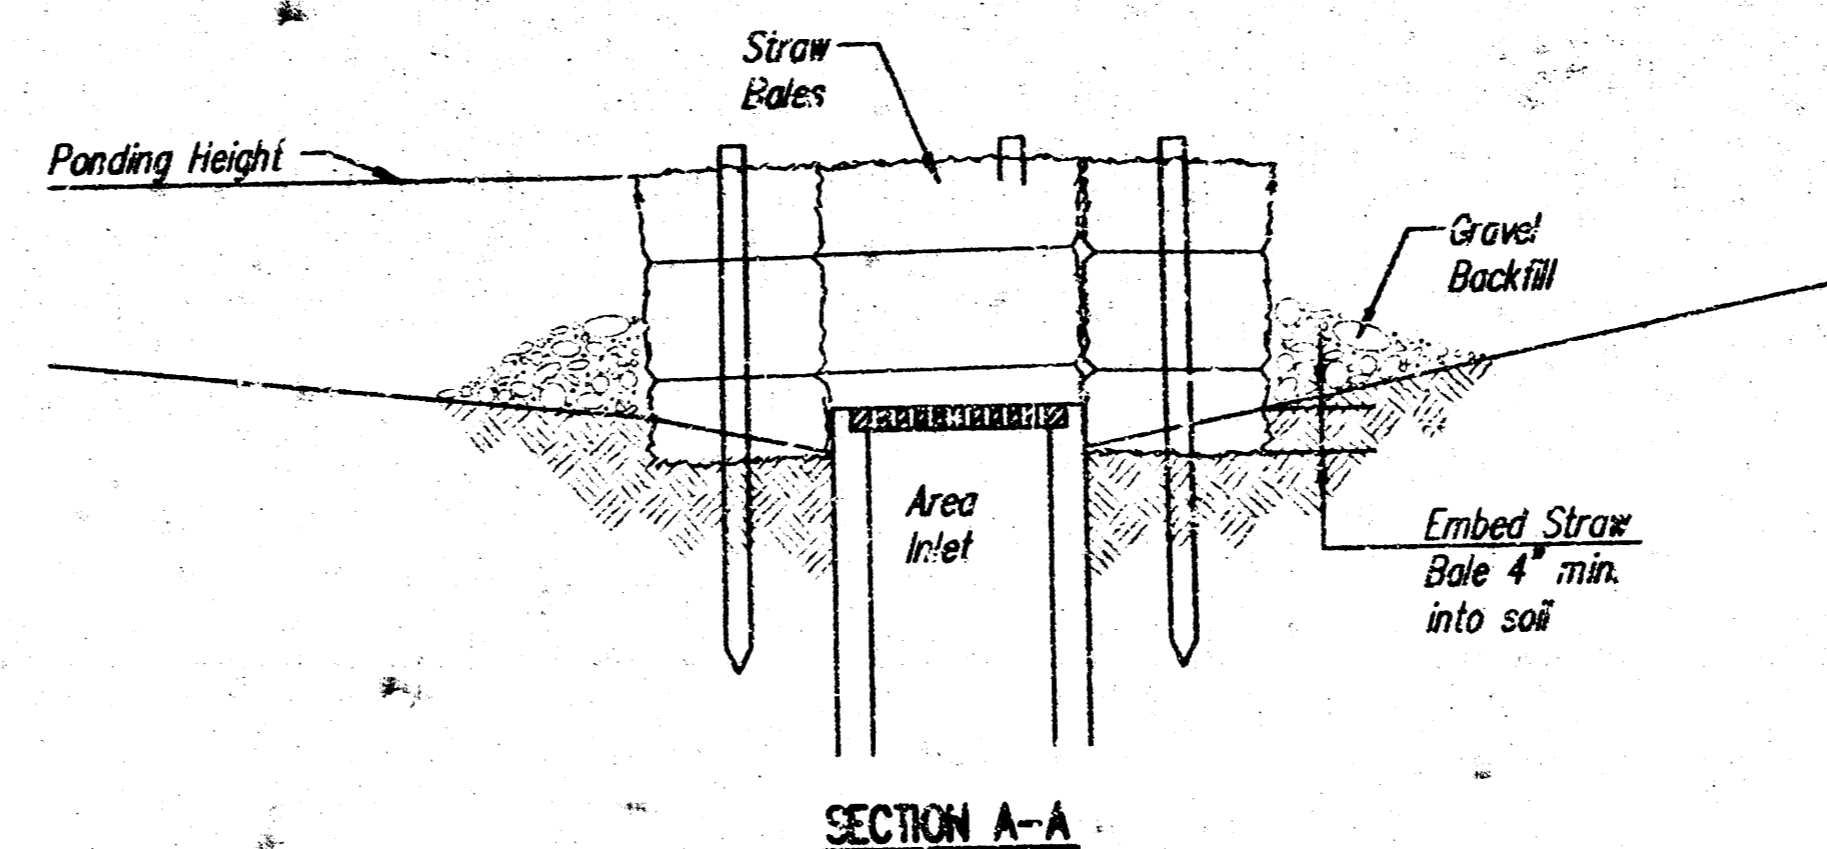 Straw
Bales
Ponding Height
Gravel
Backfill
Area
Inlet
Embed Straw
Bale 4" min.
into soil
SECTION A-A